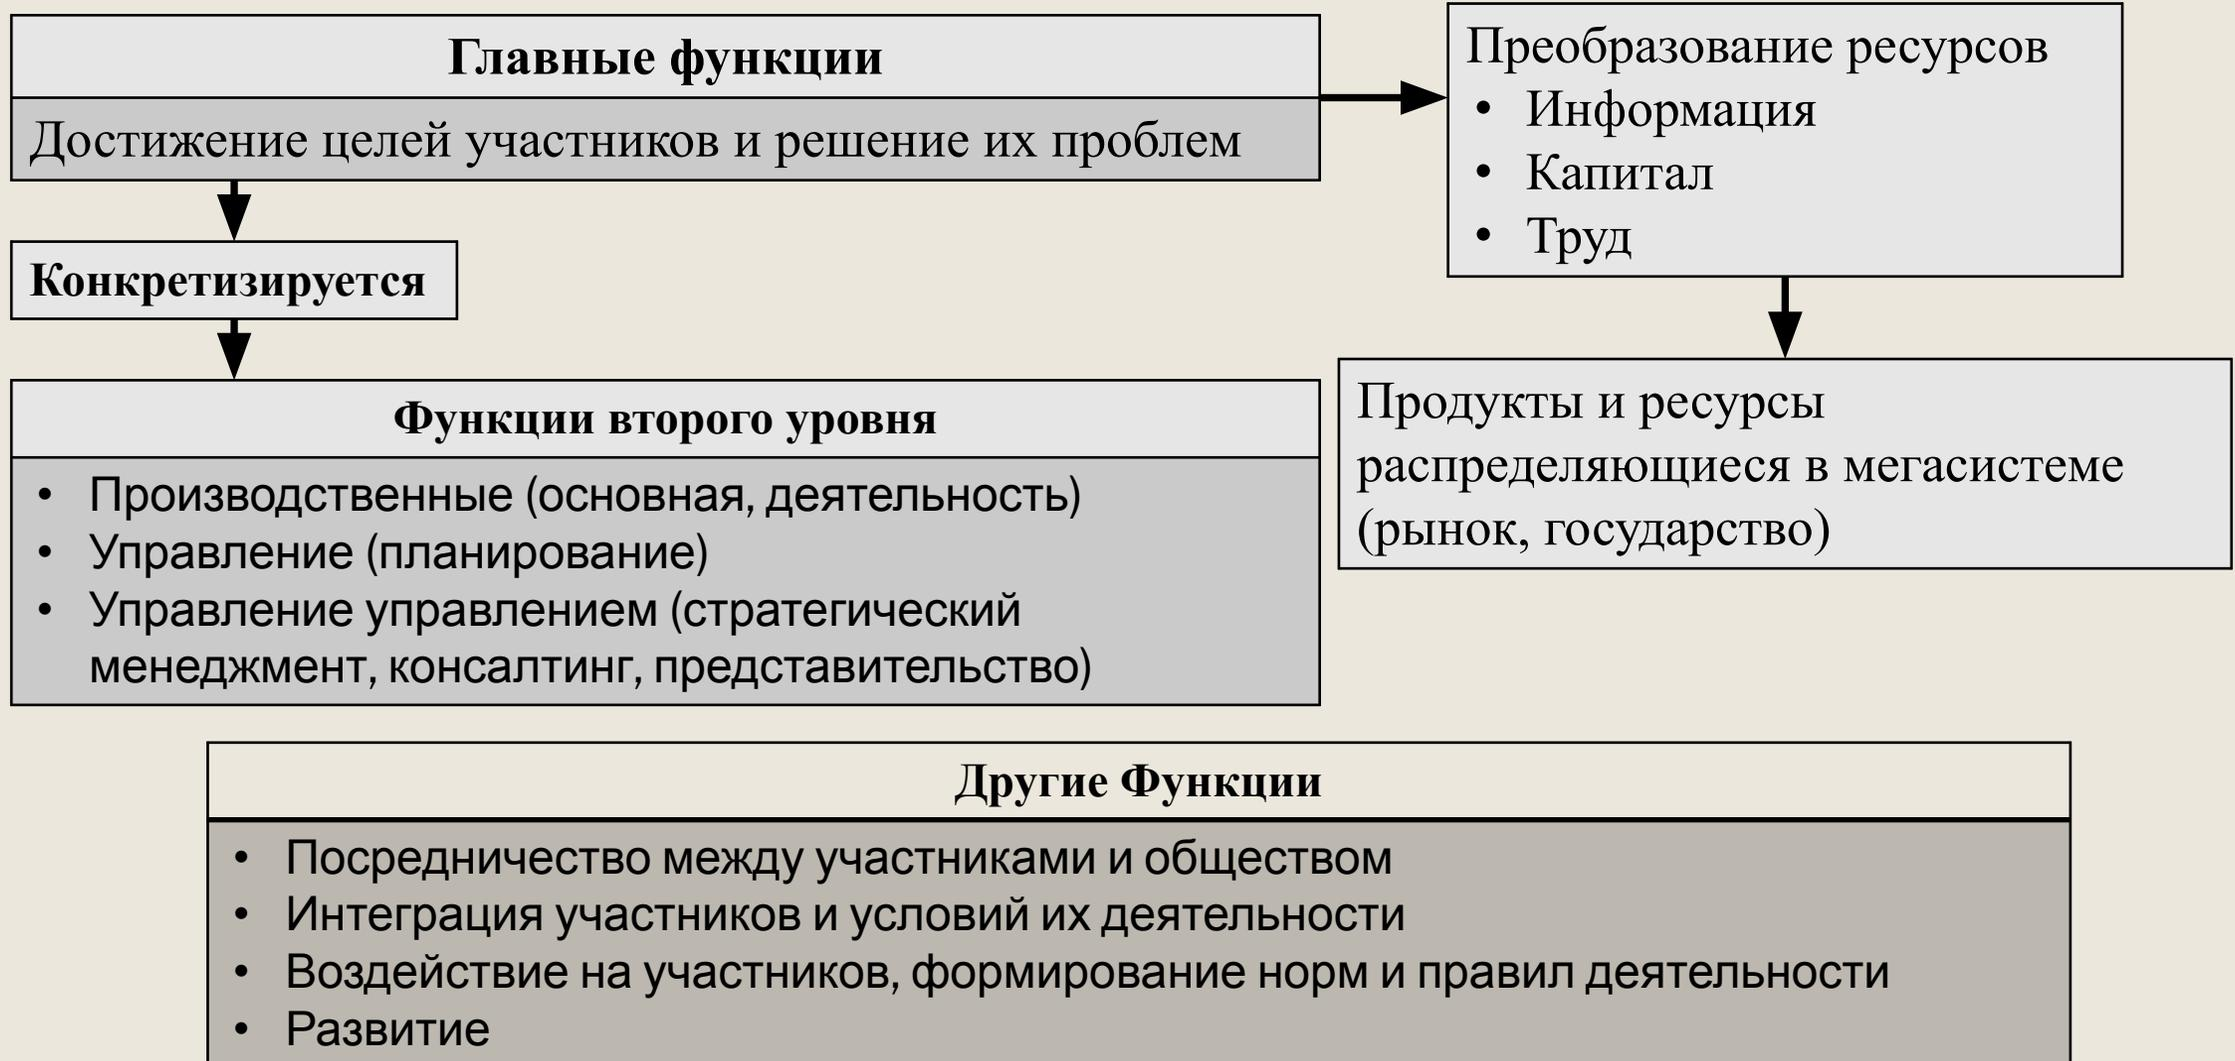 Главные функции
Достижение целей участников и решение их проблем
Преобразование ресурсов
• Информация
• Капитал
• Труд
Конкретизируется
Продукты и ресурсы
распределяющиеся в мегасистеме
(рынок, государство)
Функции второго уровня
• Производственные (основная, деятельность)
• Управление (планирование)
• Управление управлением (стратегический
менеджмент, консалтинг, представительство)
Другие Функции
• Посредничество между участниками и обществом
• Интеграция участников и условий их деятельности
• Воздействие на участников, формирование норм и правил деятельности
• Развитие